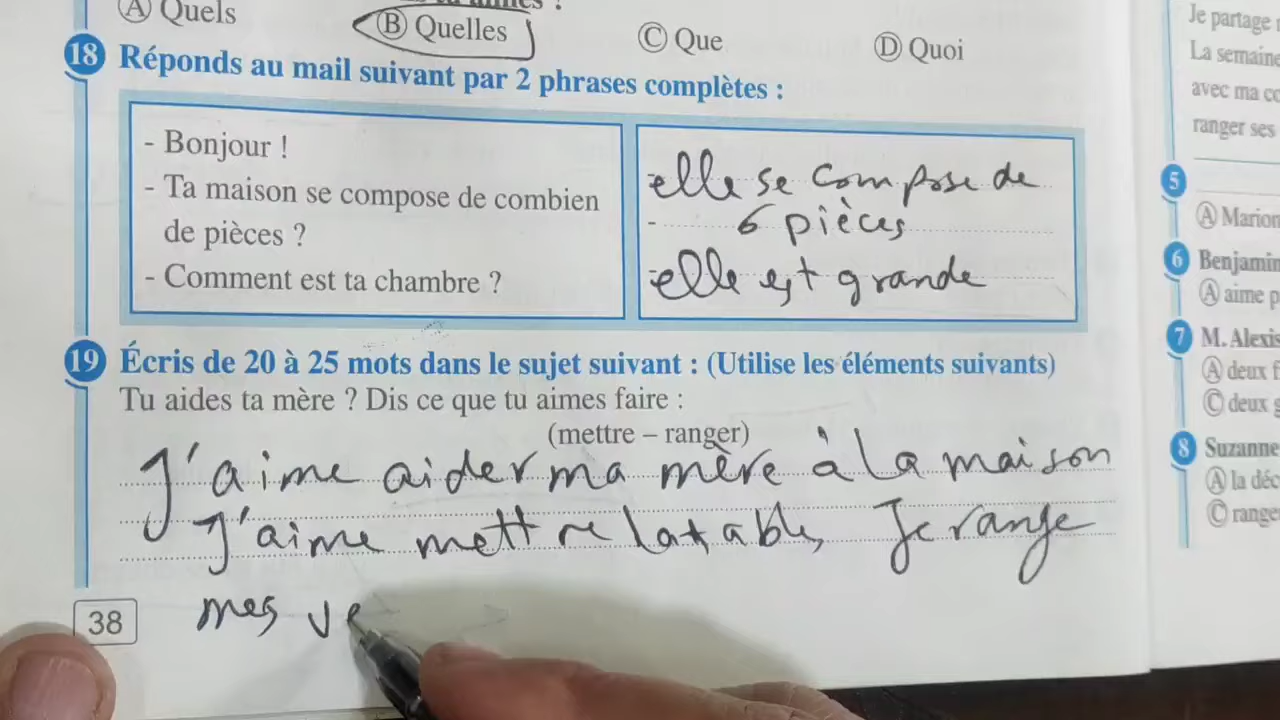 Ⓐ Quels
Ⓑ Quelles
Ⓒ Que
Ⓓ Quoi
18 Réponds au mail suivant par 2 phrases complètes :
- Bonjour !
- Ta maison se compose de combien
de pièces ?
- Comment est ta chambre ?
- elle se compose de
- 6 pièces
- elle est grande
19 Écris de 20 à 25 mots dans le sujet suivant : (Utilise les éléments suivants)
Tu aides ta mère ? Dis ce que tu aimes faire :
(mettre – ranger)
J'aime aider ma mère à la maison
J'aime mettre la table, Je range
mes ve
38
Je partage
La semaine
avec ma
ranger ses
5
Ⓐ Marion
6 Benjamin
Ⓐ aime
7 M. Alexis
Ⓐ deux
Ⓒ deux
8 Suzanne
Ⓐ la
Ⓒ range